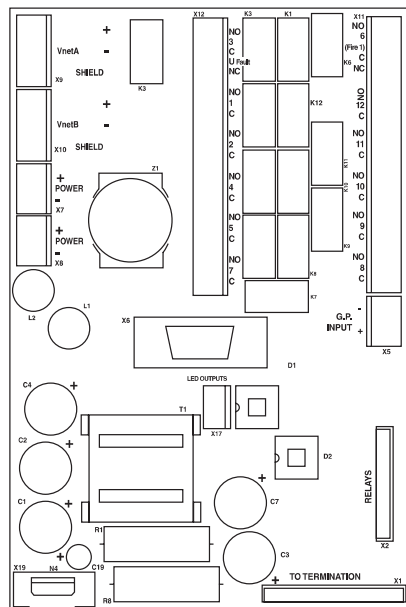 X12
K3
K1
X11
NO
3
C
U Fault
NC
NO
6
(Fire 1)
C
NC
K6
+
VnetA
-
SHIELD
X9
K3
+
VnetB
-
SHIELD
X10
NO
1
C
K12
NO
12
C
NO
2
C
NO
11
C
K11
K10
NO
4
C
NO
10
C
Z1
+
POWER
-
X7
+
POWER
-
X8
NO
5
C
NO
9
C
K9
NO
7
C
NO
8
C
K8
K7
L2
L1
-
G.P.
INPUT
+
X5
X6
D1
LED OUTPUTS
X17
C4
+
T1
C2
+
D2
C1
+
C7
+
RELAYS
X2
R1
C3
+
X19
N4
+
C19
R8
TO TERMINATION
X1